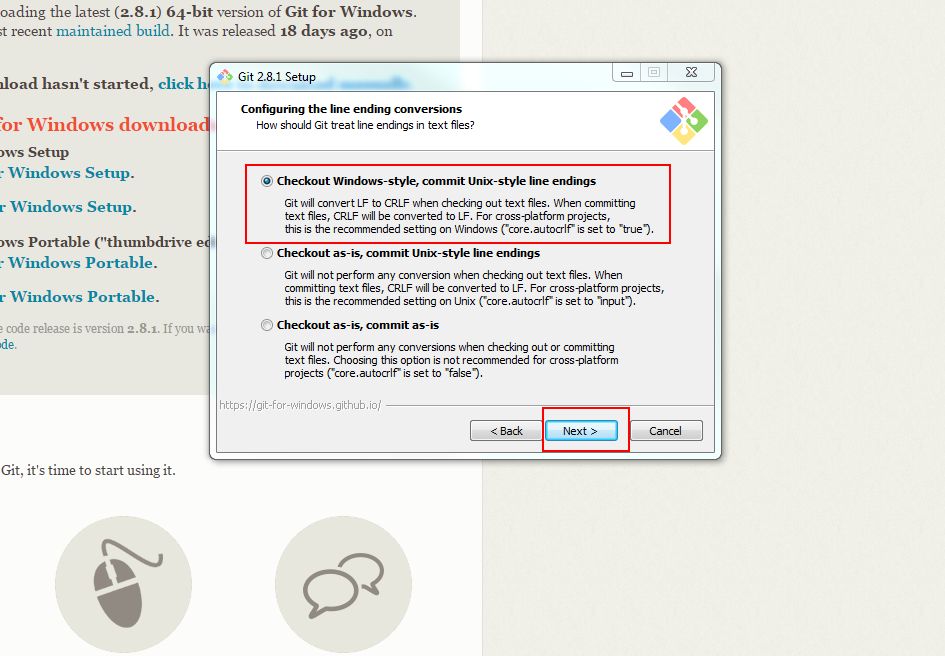 oading the latest (2.8.1) 64-bit version of Git for Windows.
st recent maintained build. It was released 18 days ago, on
nload hasn't started, click h
for Windows download
ows Setup
r Windows Setup.
r Windows Setup.
ows Portable ("thumbdrive ed
r Windows Portable.
r Windows Portable.
e code release is version 2.8.1. If you wa
ode.
Git 2.8.1 Setup
Configuring the line ending conversions
How should Git treat line endings in text files?
Checkout Windows-style, commit Unix-style line endings
Git will convert LF to CRLF when checking out text files. When committing
text files, CRLF will be converted to LF. For cross-platform projects,
this is the recommended setting on Windows ("core.autocrlf" is set to "true").
Checkout as-is, commit Unix-style line endings
Git will not perform any conversion when checking out text files. When
committing text files, CRLF will be converted to LF. For cross-platform projects,
this is the recommended setting on Unix ("core.autocrlf" is set to "input").
Checkout as-is, commit as-is
Git will not perform any conversions when checking out or committing
text files. Choosing this option is not recommended for cross-platform
projects ("core.autocrlf" is set to "false").
https://git-for-windows.github.io/
< Back
Next >
Cancel
Git, it's time to start using it.